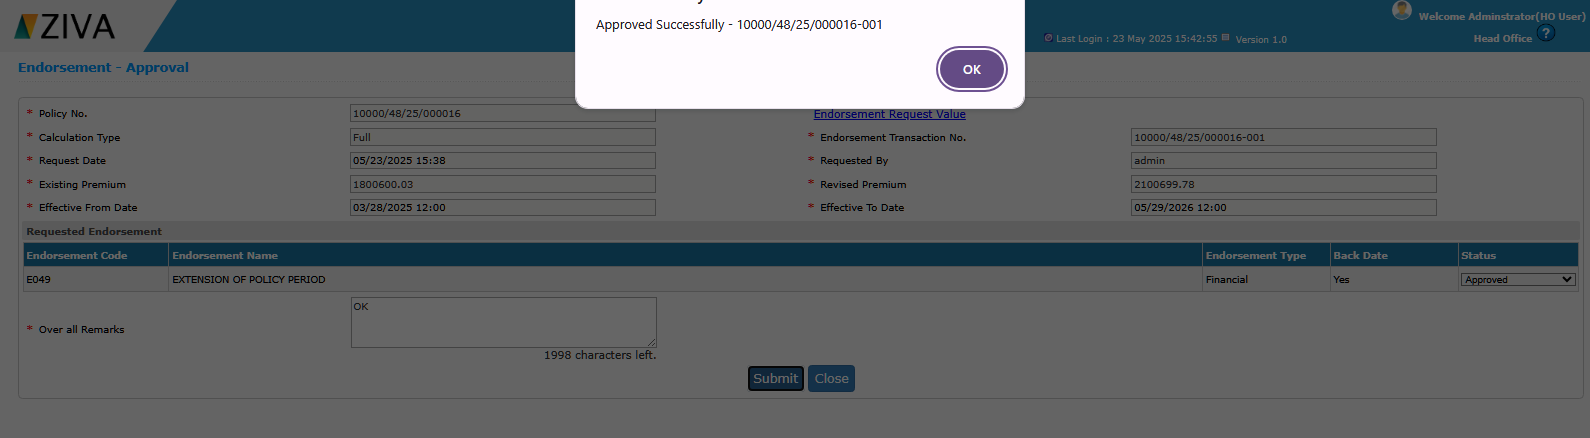 ZIVA
Approved Successfully - 10000/48/25/000016-001
OK
Welcome Adminstrator(HO User)
Last Login : 23 May 2025 15:42:55 Version 1.0
Head Office ?
Endorsement - Approval
* Policy No. 10000/48/25/000016 Endorsement Request Value
* Calculation Type Full * Endorsement Transaction No. 10000/48/25/000016-001
* Request Date 05/23/2025 15:38 * Requested By admin
* Existing Premium 1800600.03 * Revised Premium 2100699.78
* Effective From Date 03/28/2025 12:00 * Effective To Date 05/29/2026 12:00
Requested Endorsement
Endorsement Code Endorsement Name Endorsement Type Back Date Status
E049 EXTENSION OF POLICY PERIOD Financial Yes Approved
* Over all Remarks OK
1998 characters left.
Submit Close